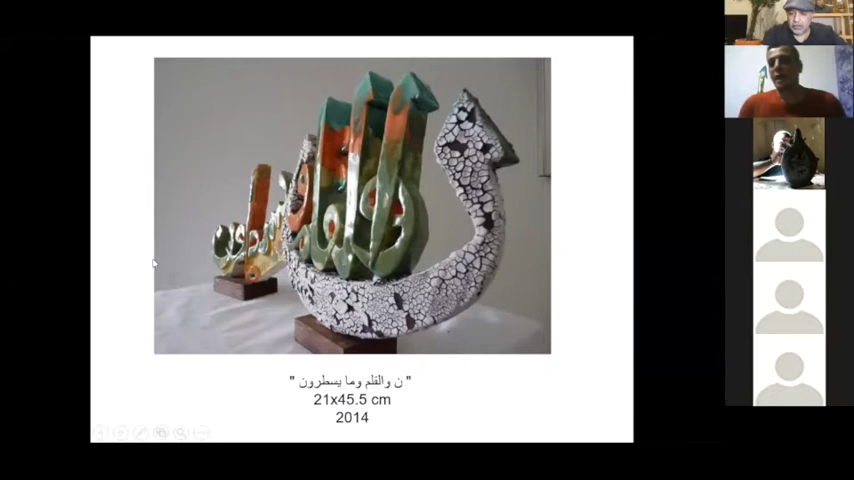 " ن والقلم وما يسطرون "
21x45.5 cm
2014